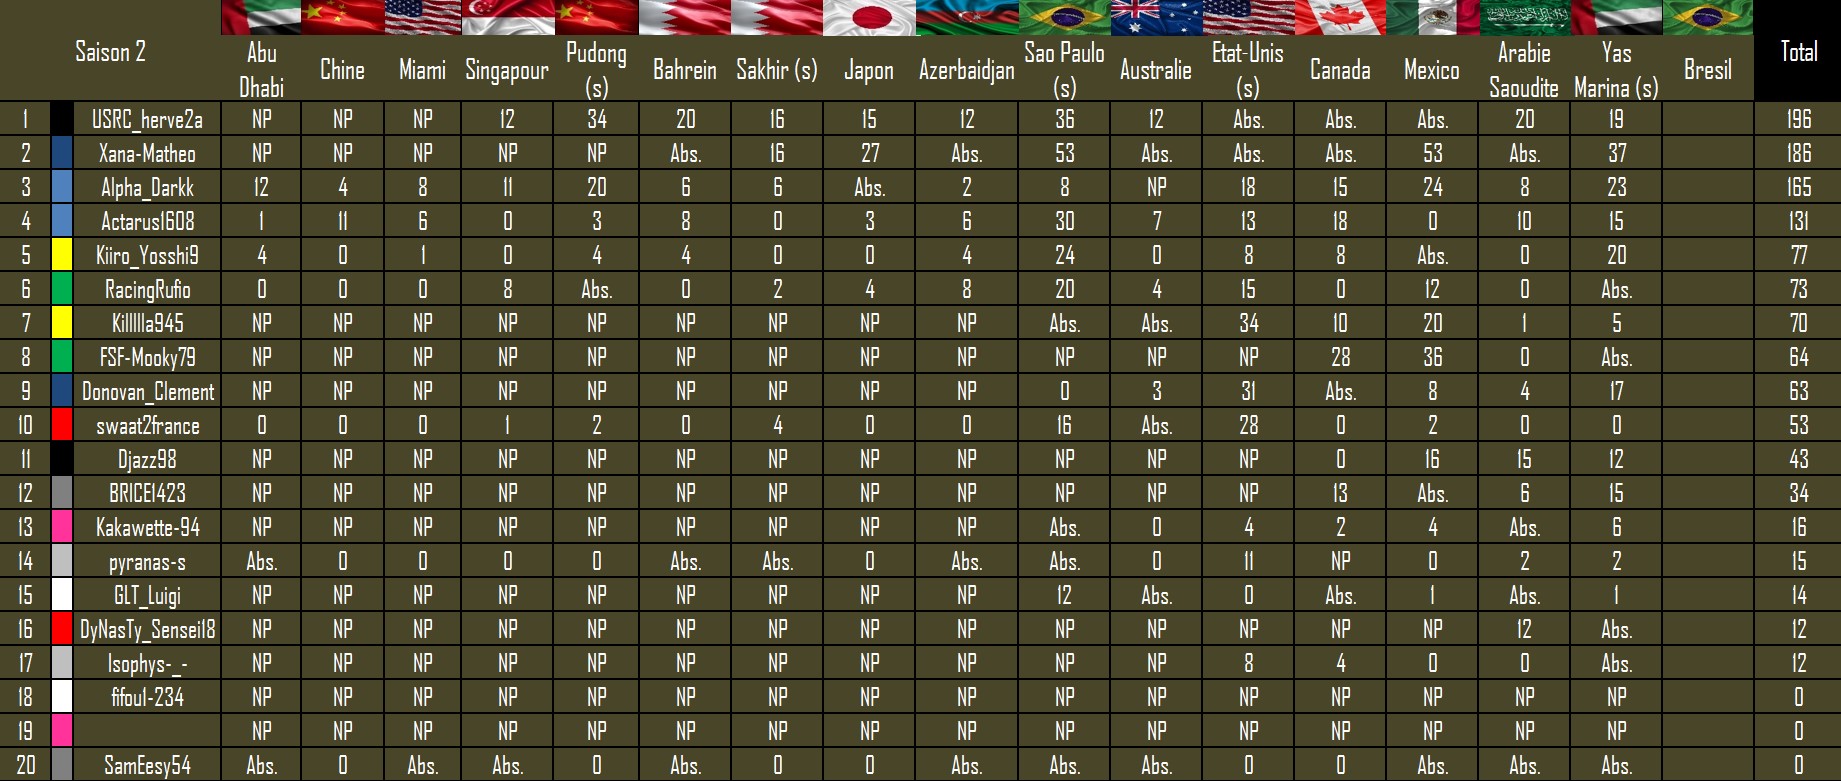 Saison 2 Abu Dhabi Chine Miami Singapour Pudong (s) Bahrein Sakhir (s) Japon Azerbaidjan Sao Paulo (s) Australie Etat-Unis (s) Canada Mexico Arabie Saoudite Yas Marina (s) Bresil Total
1 USRC_herve2a NP NP NP 12 34 20 16 15 12 36 12 Abs. Abs. Abs. 20 19 196
2 Xana-Matheo NP NP NP NP NP Abs. 16 27 Abs. 53 Abs. Abs. Abs. 53 Abs. 37 186
3 Alpha_Darkk 12 4 8 11 20 6 6 Abs. 2 8 NP 18 15 24 8 23 165
4 Actarus1608 1 11 6 0 3 8 0 3 6 30 7 13 18 0 10 15 131
5 Kiiro_Yosshi9 4 0 1 0 4 4 0 0 4 24 0 8 8 Abs. 0 20 77
6 RacingRufio 0 0 0 8 Abs. 0 2 4 8 20 4 15 0 12 0 Abs. 73
7 Killllla945 NP NP NP NP NP NP NP NP NP Abs. Abs. 34 10 20 1 5 70
8 FSF-Mooky79 NP NP NP NP NP NP NP NP NP NP NP NP 28 36 0 Abs. 64
9 Donovan_Clement NP NP NP NP NP NP NP NP NP 0 3 31 Abs. 8 4 17 63
10 swaat2france 0 0 0 1 2 0 4 0 0 16 Abs. 28 0 2 0 0 53
11 Djazz98 NP NP NP NP NP NP NP NP NP NP NP NP 0 16 15 12 43
12 BRICE1423 NP NP NP NP NP NP NP NP NP NP NP NP 13 Abs. 6 15 34
13 Kakawette-94 NP NP NP NP NP NP NP NP NP Abs. 0 4 2 4 Abs. 6 16
14 pyranas-s Abs. 0 0 0 0 Abs. Abs. 0 Abs. Abs. 0 11 NP 0 2 2 15
15 GLT_Luigi NP NP NP NP NP NP NP NP NP 12 Abs. 0 Abs. 1 Abs. 1 14
16 DyNasTy_Sensei18 NP NP NP NP NP NP NP NP NP NP NP NP NP NP 12 Abs. 12
17 Isophys-_- NP NP NP NP NP NP NP NP NP NP NP 8 4 0 0 Abs. 12
18 fifou1-234 NP NP NP NP NP NP NP NP NP NP NP NP NP NP NP NP 0
19 NP NP NP NP NP NP NP NP NP NP NP NP NP NP NP NP 0
20 SamEesy54 Abs. 0 Abs. Abs. 0 Abs. 0 0 Abs. Abs. Abs. 0 0 Abs. Abs. Abs. 0